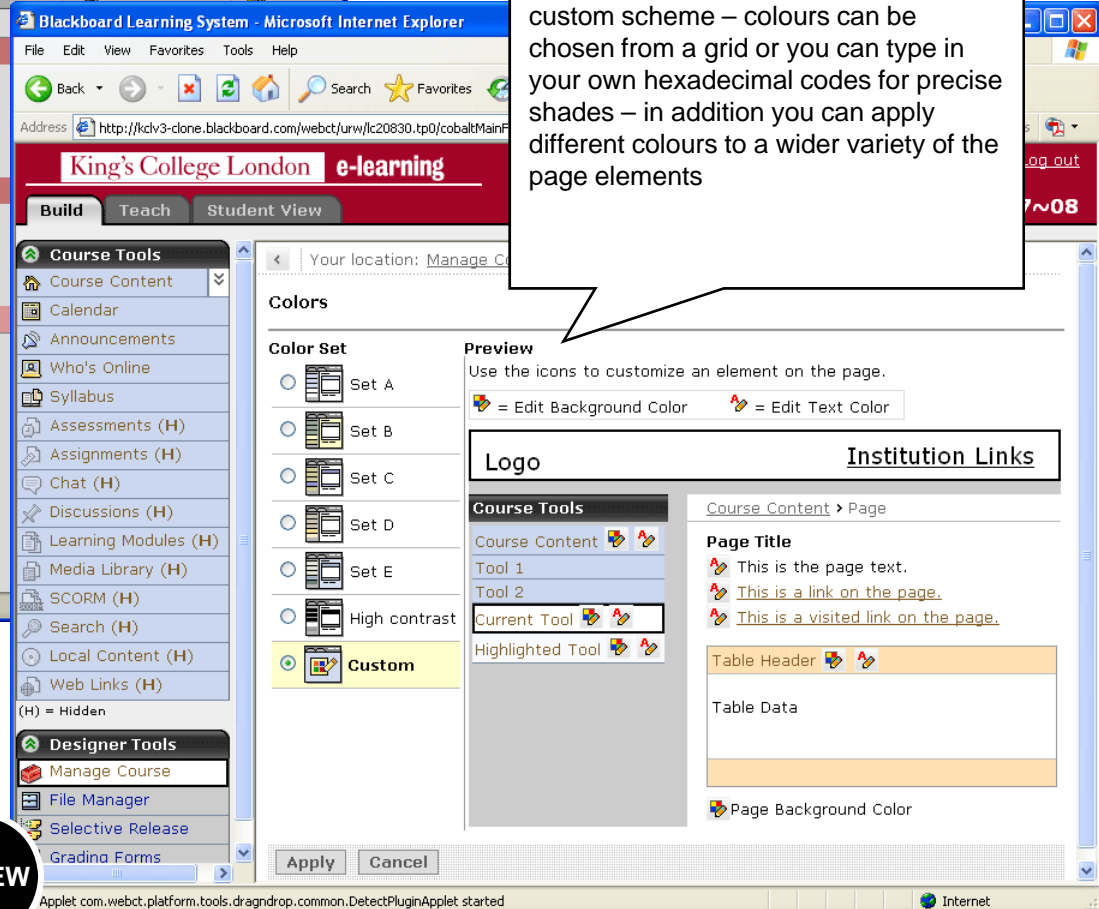 custom scheme – colours can be
chosen from a grid or you can type in
your own hexadecimal codes for precise
shades – in addition you can apply
different colours to a wider variety of the
page elements
Blackboard Learning System - Microsoft Internet Explorer
File Edit View Favorites Tools Help
Back Search Favorites
Address http://kclv3-clone.blackboard.com/webct/urw/lc20830.tp0/cobaltMainF
King's College London e-learning
Log out
Build Teach Student View
7~08
Course Tools
Course Content
Calendar
Announcements
Who's Online
Syllabus
Assessments (H)
Assignments (H)
Chat (H)
Discussions (H)
Learning Modules (H)
Media Library (H)
SCORM (H)
Search (H)
Local Content (H)
Web Links (H)
(H) = Hidden
Designer Tools
Manage Course
File Manager
Selective Release
Grading Forms
Your location: Manage Co
Colors
Color Set
Set A
Set B
Set C
Set D
Set E
High contrast
Custom
Preview
Use the icons to customize an element on the page.
= Edit Background Color = Edit Text Color
Logo Institution Links
Course Tools
Course Content
Tool 1
Tool 2
Current Tool
Highlighted Tool
Course Content > Page
Page Title
This is the page text.
This is a link on the page.
This is a visited link on the page.
Table Header
Table Data
Page Background Color
Apply Cancel
EW
Applet com.webct.platform.tools.dragndrop.common.DetectPluginApplet started
Internet